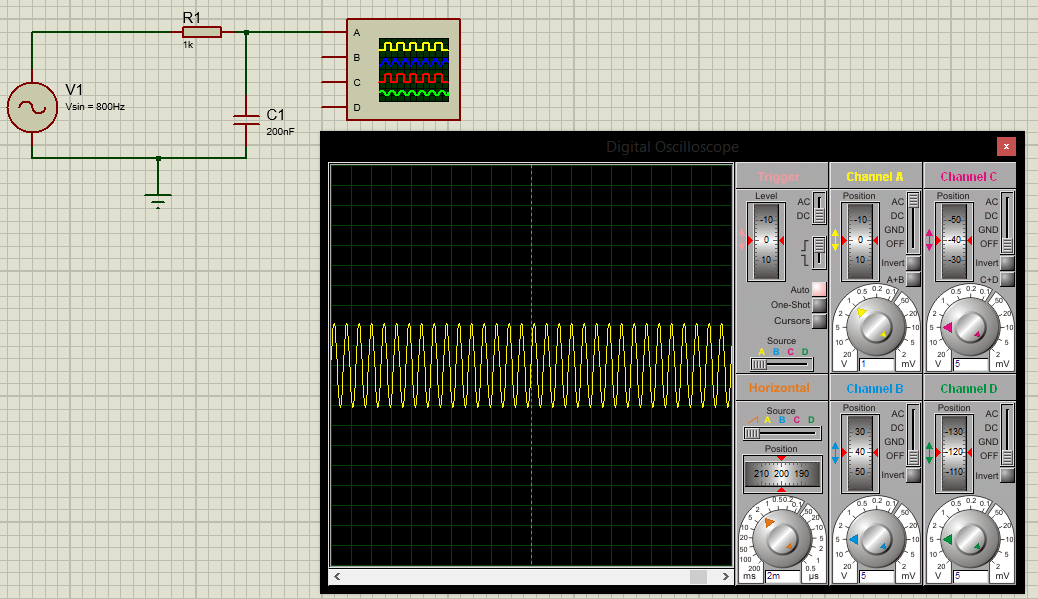 R1
1k
V1
Vsin = 800Hz
C1
200nF
A
B
C
D
Digital Oscilloscope
x
Trigger
Level
-10
0
10
AC
DC
Auto
One-Shot
Cursors
Source
A B C D
Channel A
Position
-10
0
10
AC
DC
GND
OFF
Invert
A+B
0.5 0.2 0.1
1 50
2 20
5 10
10 5
20 2
V 1 mV
Channel C
Position
-50
-40
-30
AC
DC
GND
OFF
Invert
C+D
0.5 0.2 0.1
1 50
2 20
5 10
10 5
20 2
V 5 mV
Horizontal
Source
A B C D
Position
210 200 190
1 0.5 0.2 0.1
2 50
5 20
10 10
20 5
50 2
100 1
200 0.5
ms 2m µs
Channel B
Position
30
40
50
AC
DC
GND
OFF
Invert
0.5 0.2 0.1
1 50
2 20
5 10
10 5
20 2
V 5 mV
Channel D
Position
-130
-120
-110
AC
DC
GND
OFF
Invert
0.5 0.2 0.1
1 50
2 20
5 10
10 5
20 2
V 5 mV